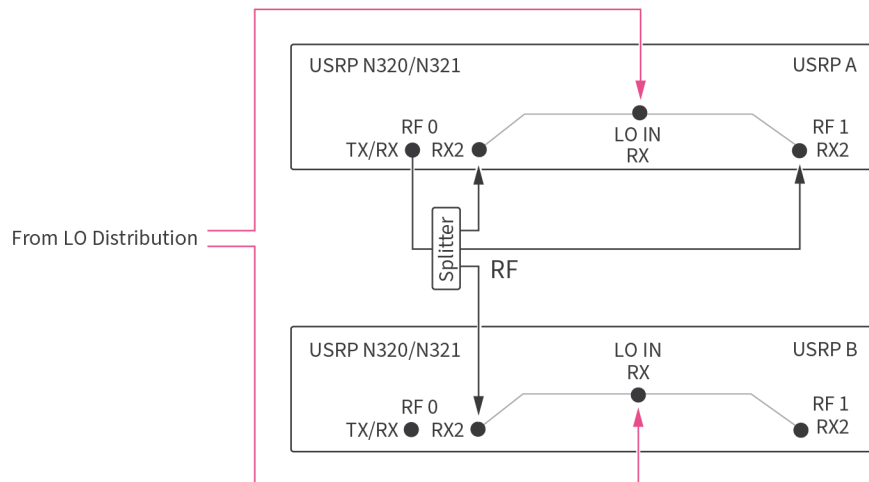 USRP N320/N321
USRP A
RF 0
LO IN
RX
RF 1
TX/RX
RX2
RX2
From LO Distribution
Splitter
RF
USRP N320/N321
LO IN
RX
USRP B
RF 0
RF 1
TX/RX
RX2
RX2